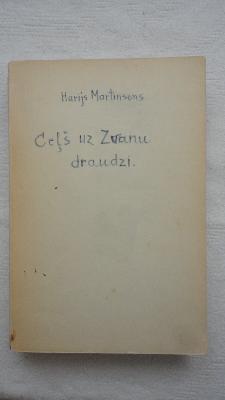 Harijs Martinsons
Ceļš uz Zvanu
draudzi.